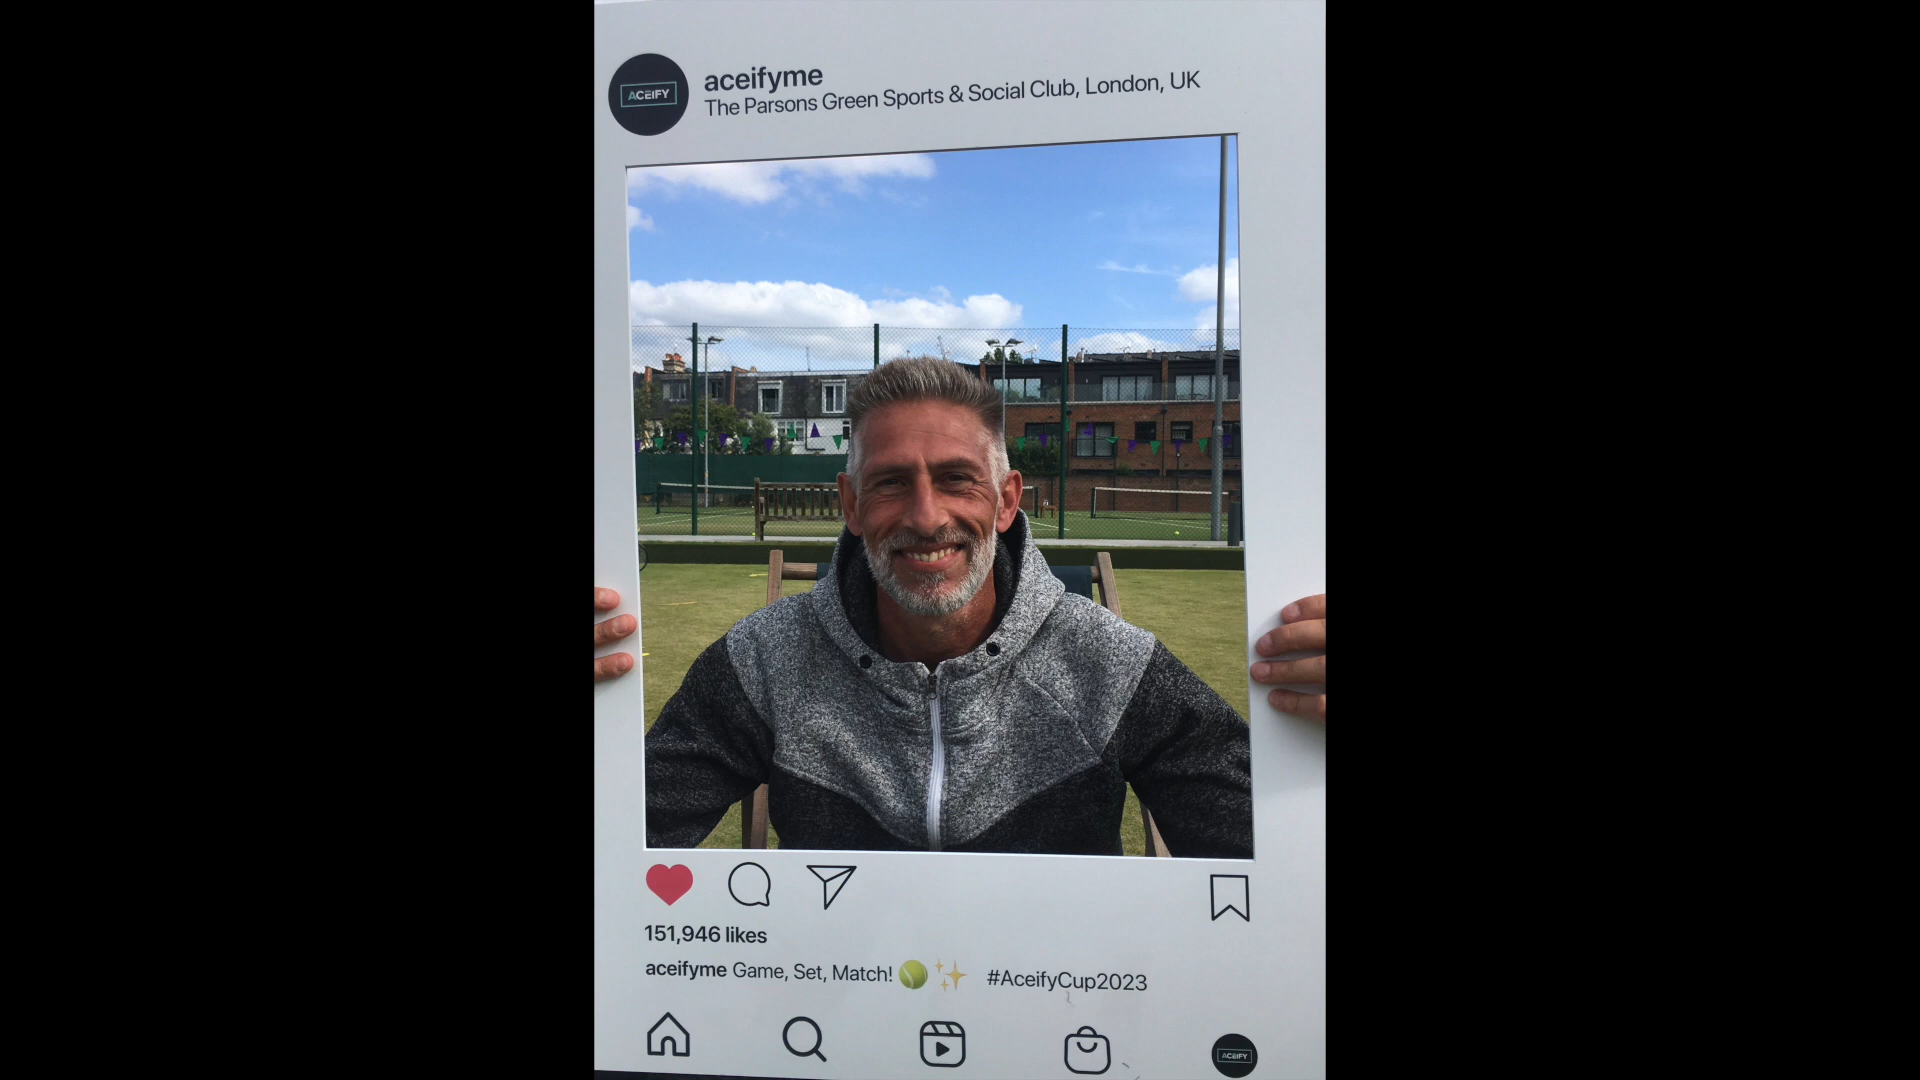 ACEIFY
aceifyme
The Parsons Green Sports & Social Club, London, UK
151,946 likes
aceifyme Game, Set, Match! 🎾✨ #AceifyCup2023
ACEIFY